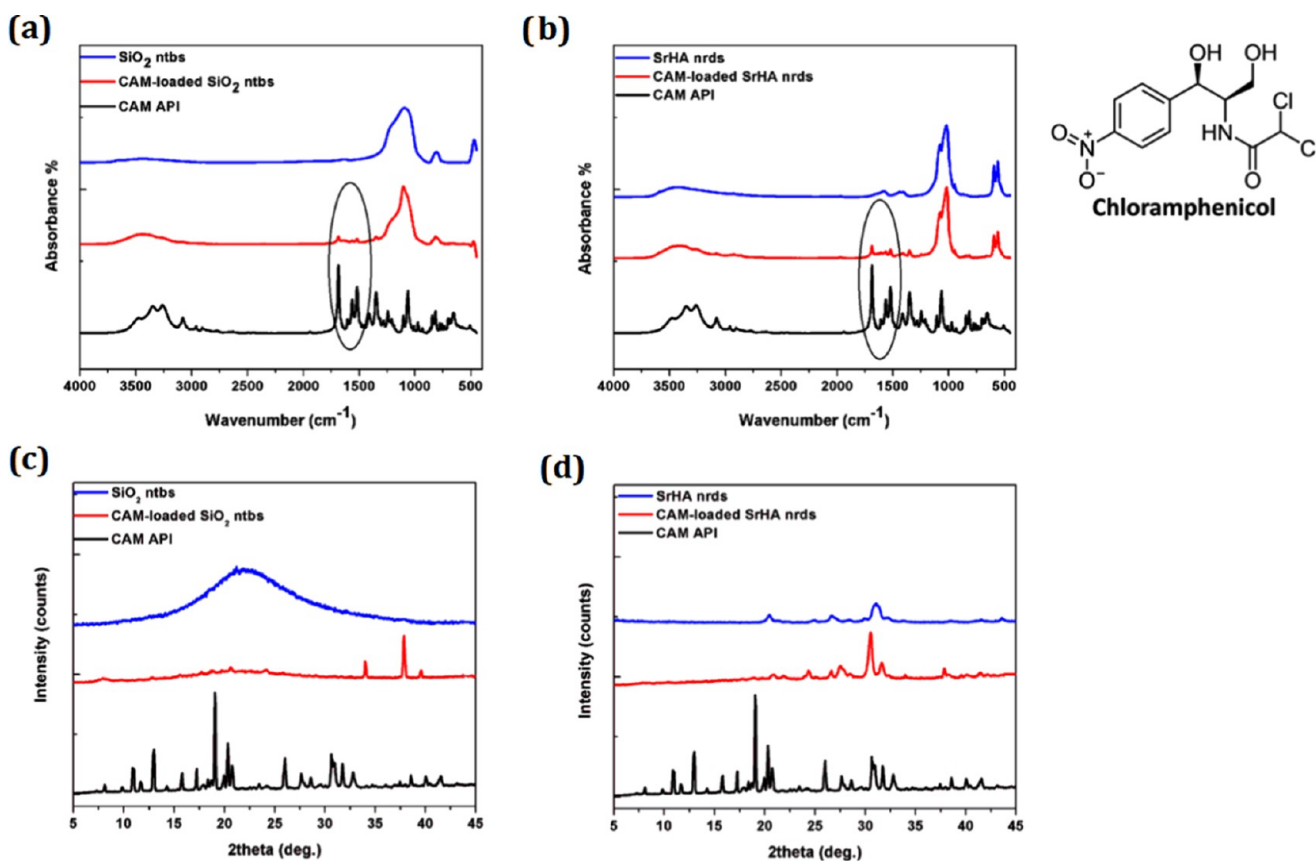 (a)
SiO2 ntbs
CAM-loaded SiO2 ntbs
CAM API
Absorbance %
4000 3500 3000 2500 2000 1500 1000 500
Wavenumber (cm-1)
(b)
SrHA nrds
CAM-loaded SrHA nrds
CAM API
Absorbance %
4000 3500 3000 2500 2000 1500 1000 500
Wavenumber (cm-1)
OH OH
Cl
O
N+
O-
HN
O
C
Chloramphenicol
(c)
SiO2 ntbs
CAM-loaded SiO2 ntbs
CAM API
Intensity (counts)
5 10 15 20 25 30 35 40 45
2theta (deg.)
(d)
SrHA nrds
CAM-loaded SrHA nrds
CAM API
Intensity (counts)
5 10 15 20 25 30 35 40 45
2theta (deg.)